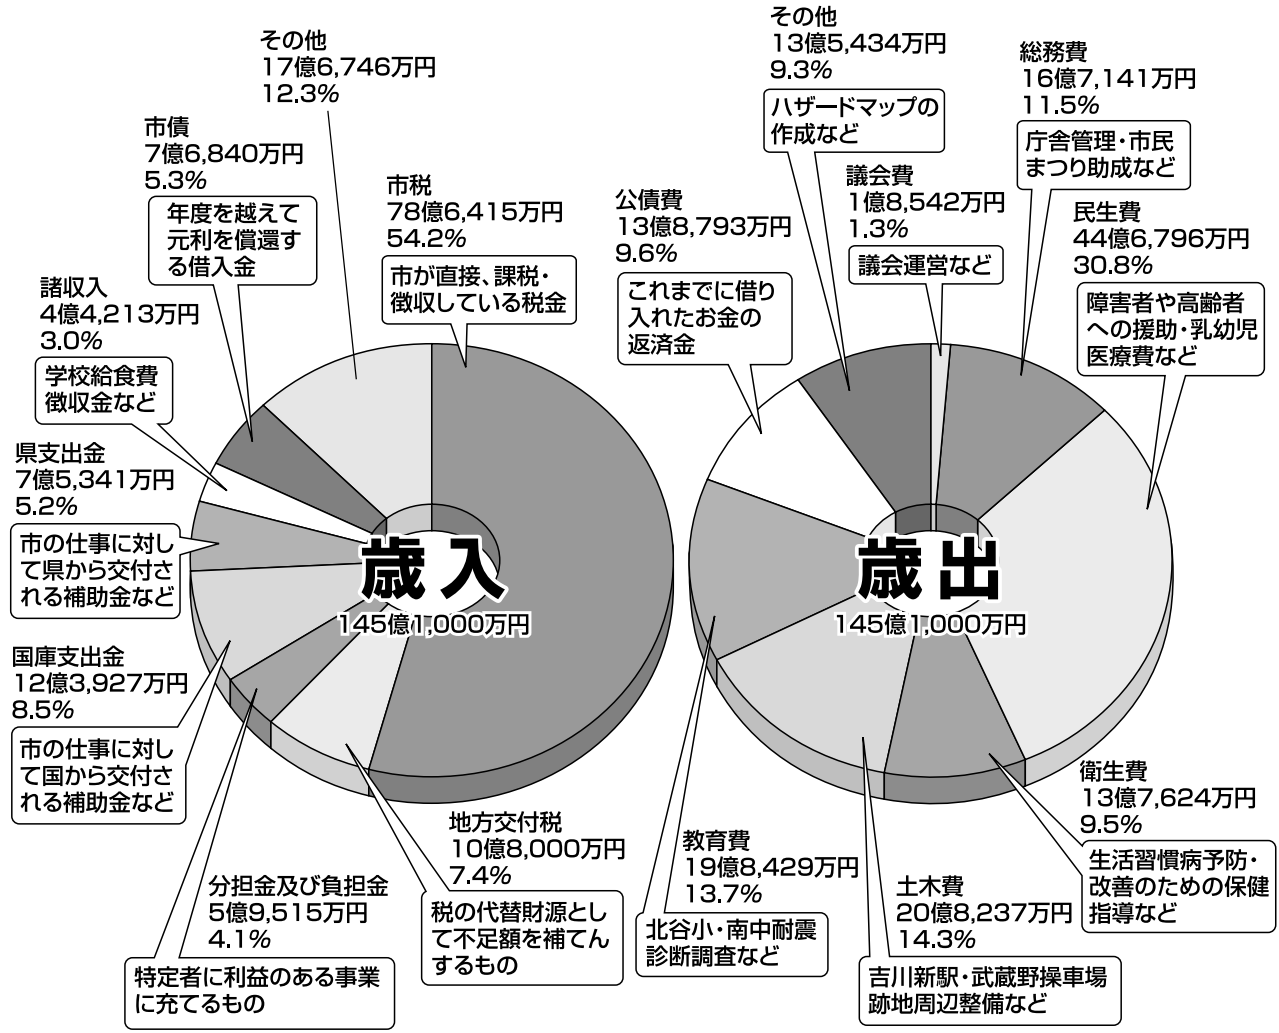 その他
17億6,746万円
12.3%
市債
7億6,840万円
5.3%
年度を越えて
元利を償還す
る借入金
市税
78億6,415万円
54.2%
市が直接、課税・
徴収している税金
諸収入
4億4,213万円
3.0%
学校給食費
徴収金など
県支出金
7億5,341万円
5.2%
市の仕事に対し
て県から交付さ
れる補助金など
国庫支出金
12億3,927万円
8.5%
市の仕事に対し
て国から交付さ
れる補助金など
分担金及び負担金
5億9,515万円
4.1%
特定者に利益のある事業
に充てるもの
地方交付税
10億8,000万円
7.4%
税の代替財源とし
て不足額を補てん
するもの
歳入
145億1,000万円
その他
13億5,434万円
9.3%
ハザードマップの
作成など
総務費
16億7,141万円
11.5%
庁舎管理・市民
まつり助成など
議会費
1億8,542万円
1.3%
議会運営など
公債費
13億8,793万円
9.6%
これまでに借り
入れたお金の
返済金
民生費
44億6,796万円
30.8%
障害者や高齢者
への援助・乳幼児
医療費など
歳出
145億1,000万円
衛生費
13億7,624万円
9.5%
生活習慣病予防・
改善のための保健
指導など
教育費
19億8,429万円
13.7%
北谷小・南中耐震
診断調査など
土木費
20億8,237万円
14.3%
吉川新駅・武蔵野操車場
跡地周辺整備など